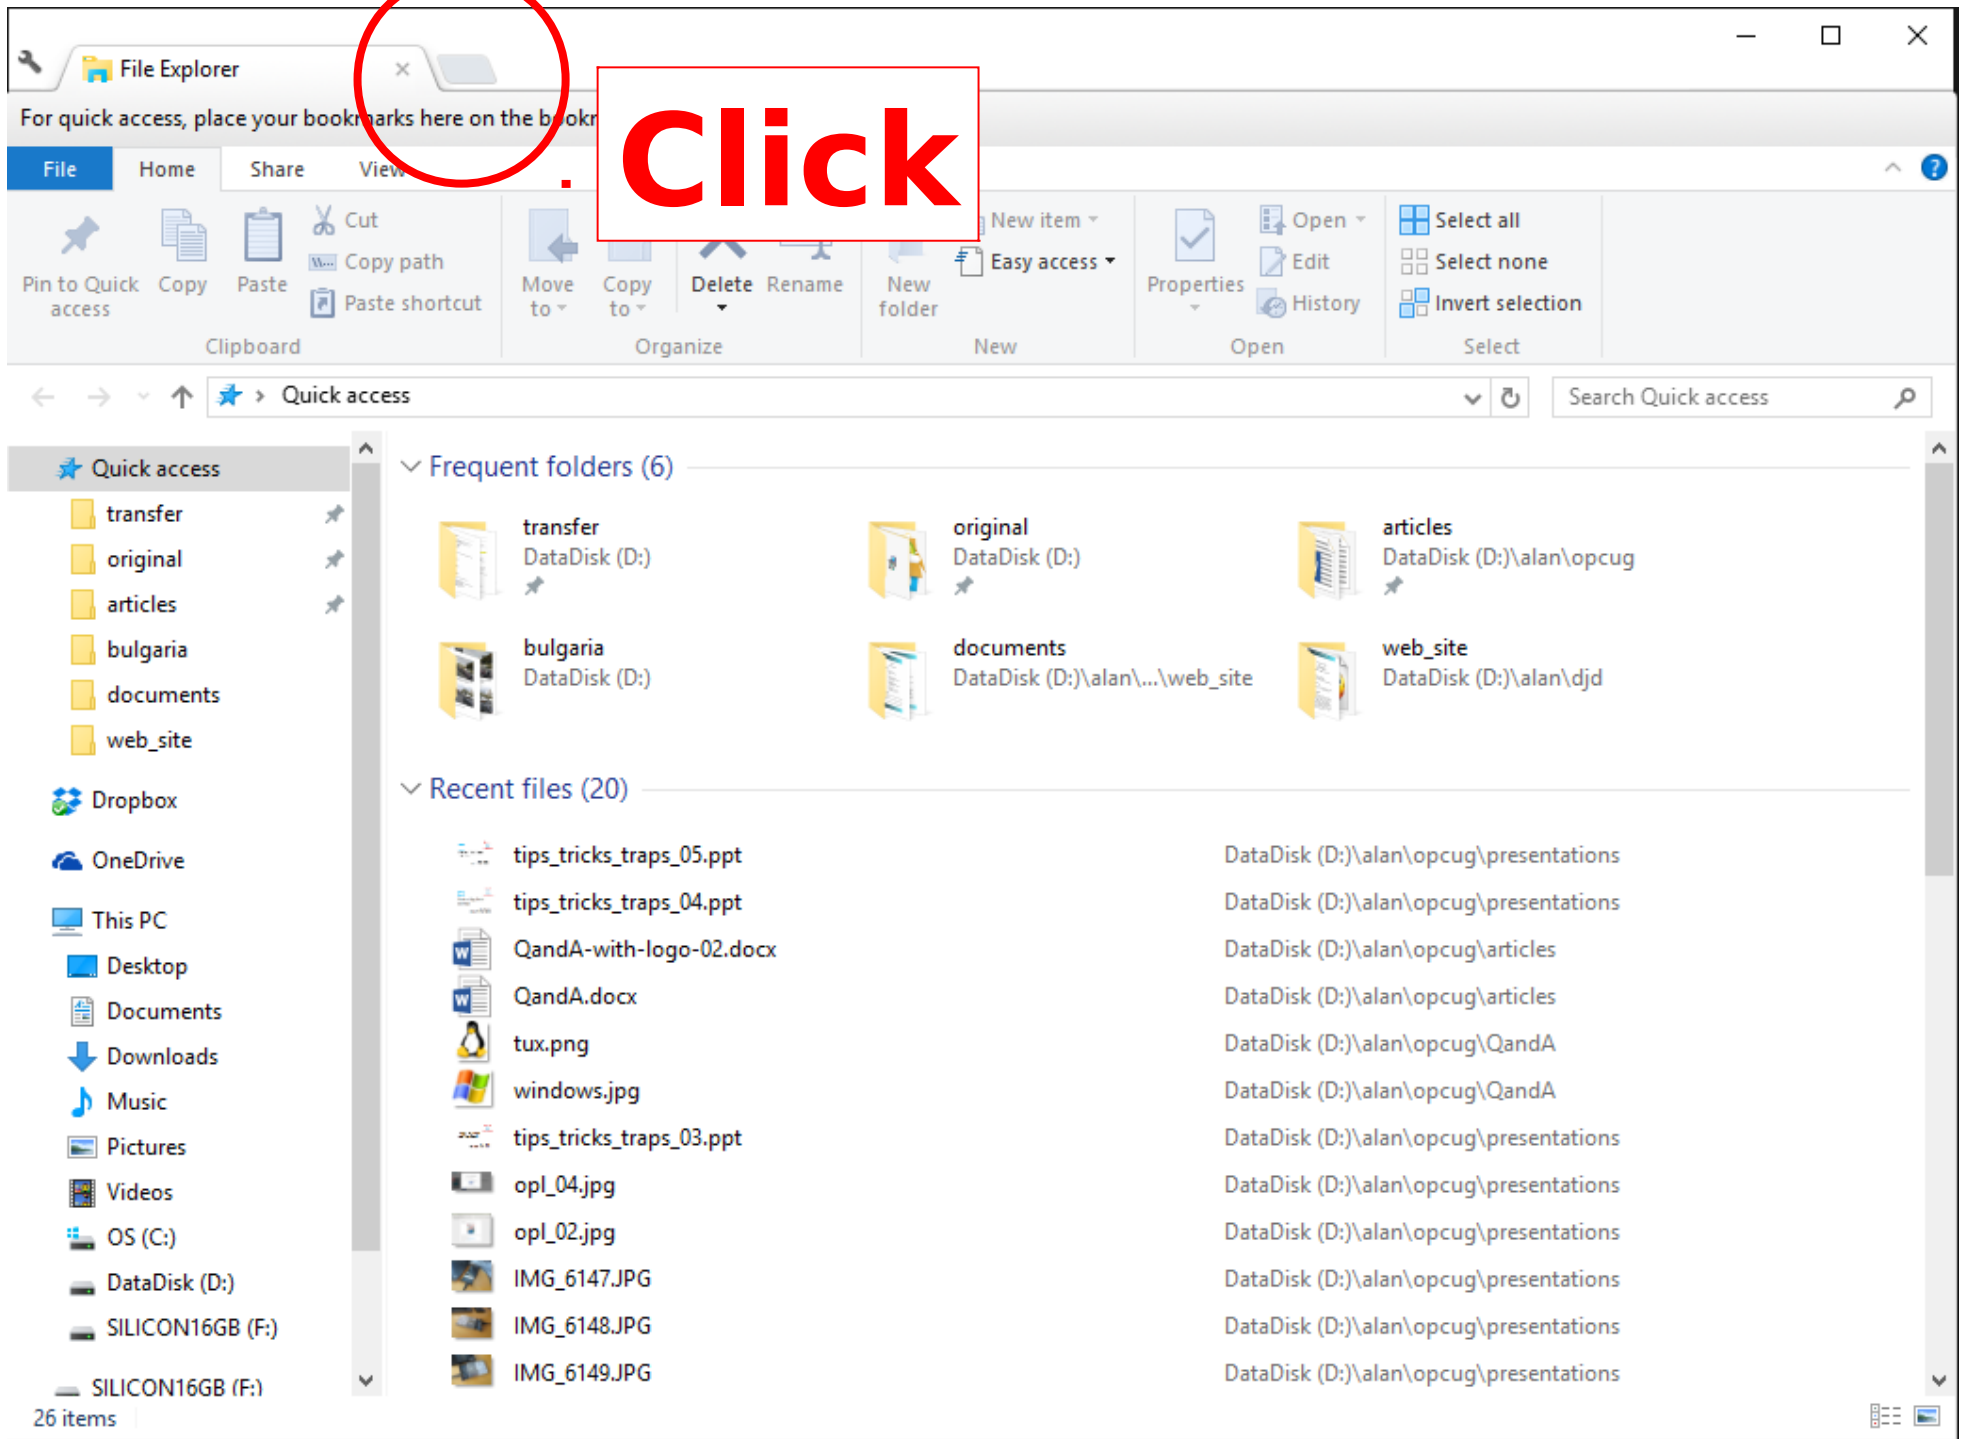 File Explorer
For quick access, place your bookmarks here on the
Click
File Home Share View
Pin to Quick access
Copy
Paste
Cut
Copy path
Paste shortcut
Clipboard
Move to
Copy to
Delete
Rename
Organize
New folder
New item
Easy access
New
Properties
Open
Edit
History
Open
Select all
Select none
Invert selection
Select
Quick access
Search Quick access
Quick access
transfer
original
articles
bulgaria
documents
web_site
Dropbox
OneDrive
This PC
Desktop
Documents
Downloads
Music
Pictures
Videos
OS (C:)
DataDisk (D:)
SILICON16GB (F:)
SILICON16GB (F:)
Frequent folders (6)
transfer
DataDisk (D:)
original
DataDisk (D:)
articles
DataDisk (D:)\alan\opcug
bulgaria
DataDisk (D:)
documents
DataDisk (D:)\alan\...\web_site
web_site
DataDisk (D:)\alan\djd
Recent files (20)
tips_tricks_traps_05.ppt DataDisk (D:)\alan\opcug\presentations
tips_tricks_traps_04.ppt DataDisk (D:)\alan\opcug\presentations
QandA-with-logo-02.docx DataDisk (D:)\alan\opcug\articles
QandA.docx DataDisk (D:)\alan\opcug\articles
tux.png DataDisk (D:)\alan\opcug\QandA
windows.jpg DataDisk (D:)\alan\opcug\QandA
tips_tricks_traps_03.ppt DataDisk (D:)\alan\opcug\presentations
opl_04.jpg DataDisk (D:)\alan\opcug\presentations
opl_02.jpg DataDisk (D:)\alan\opcug\presentations
IMG_6147.JPG DataDisk (D:)\alan\opcug\presentations
IMG_6148.JPG DataDisk (D:)\alan\opcug\presentations
IMG_6149.JPG DataDisk (D:)\alan\opcug\presentations
26 items